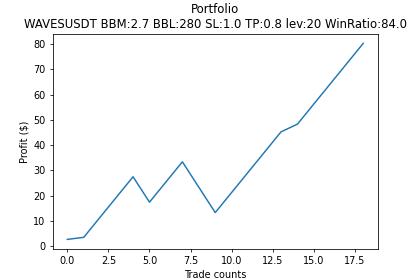 Portfolio
WAVESUSDT BBM:2.7 BBL:280 SL:1.0 TP:0.8 lev:20 WinRatio:84.0
80
70
60
50
40
30
20
10
0
Profit ($)
0.0 2.5 5.0 7.5 10.0 12.5 15.0 17.5
Trade counts